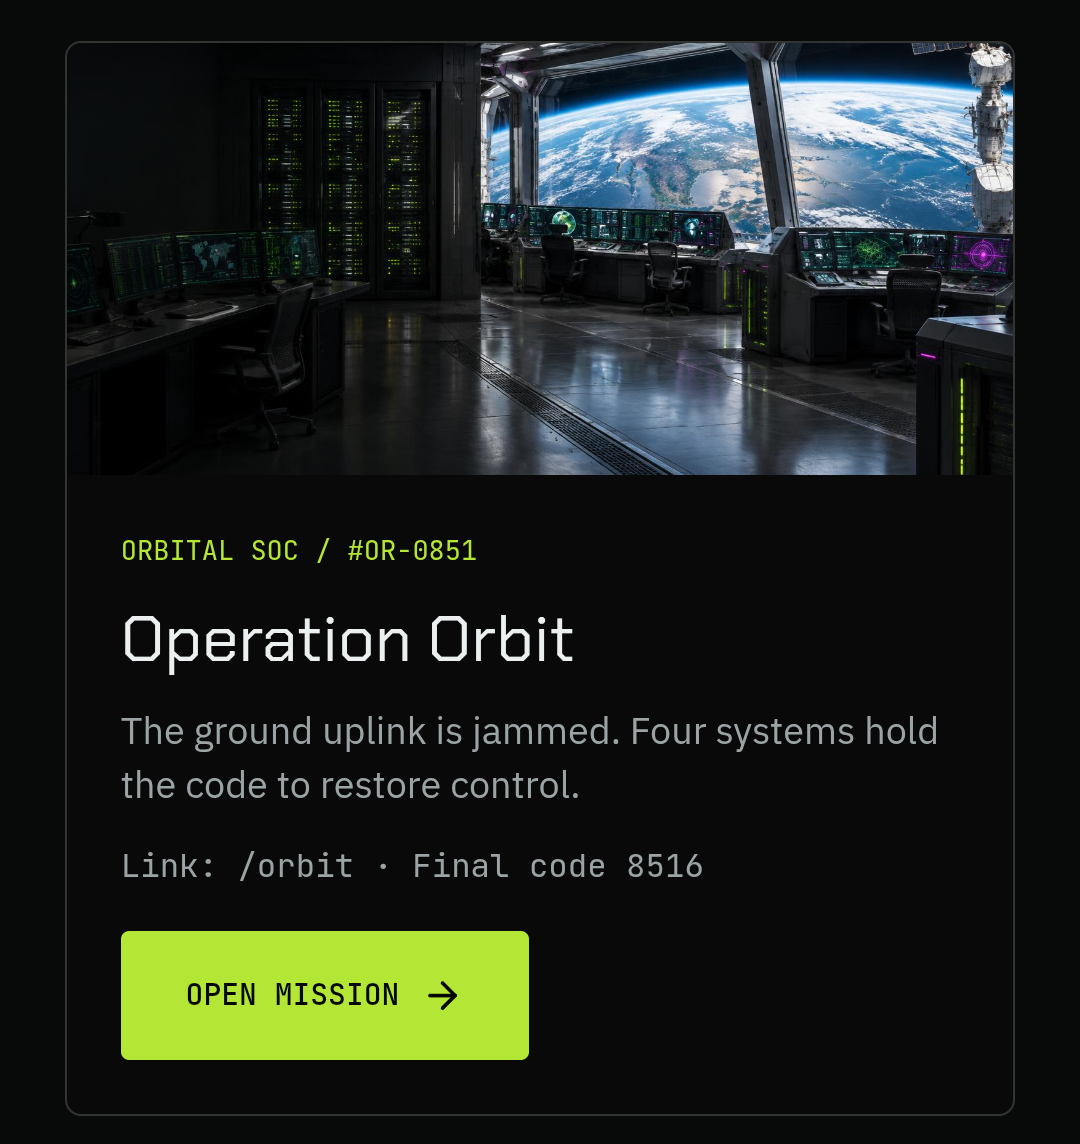 ORBITAL SOC / #OR-0851
Operation Orbit
The ground uplink is jammed. Four systems hold
the code to restore control.
Link: /orbit · Final code 8516
OPEN MISSION →